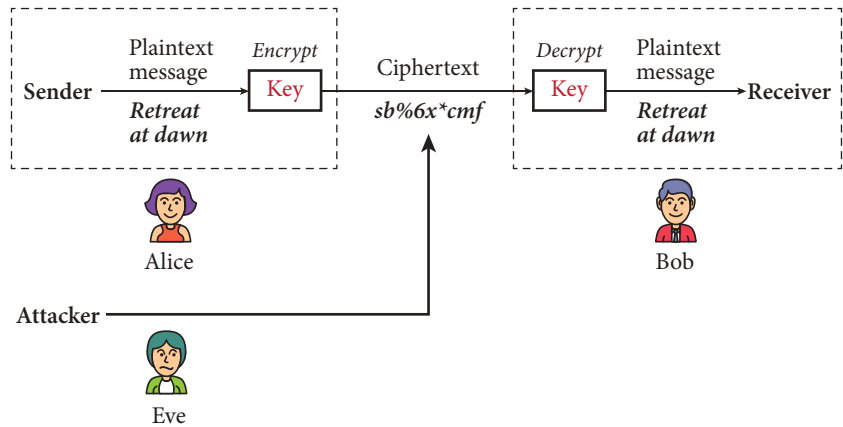 Sender
Plaintext
message
Retreat
at dawn
Encrypt
Key
Ciphertext
sb%6x*cmf
Decrypt
Key
Plaintext
message
Retreat
at dawn
Receiver
Alice
Bob
Attacker
Eve